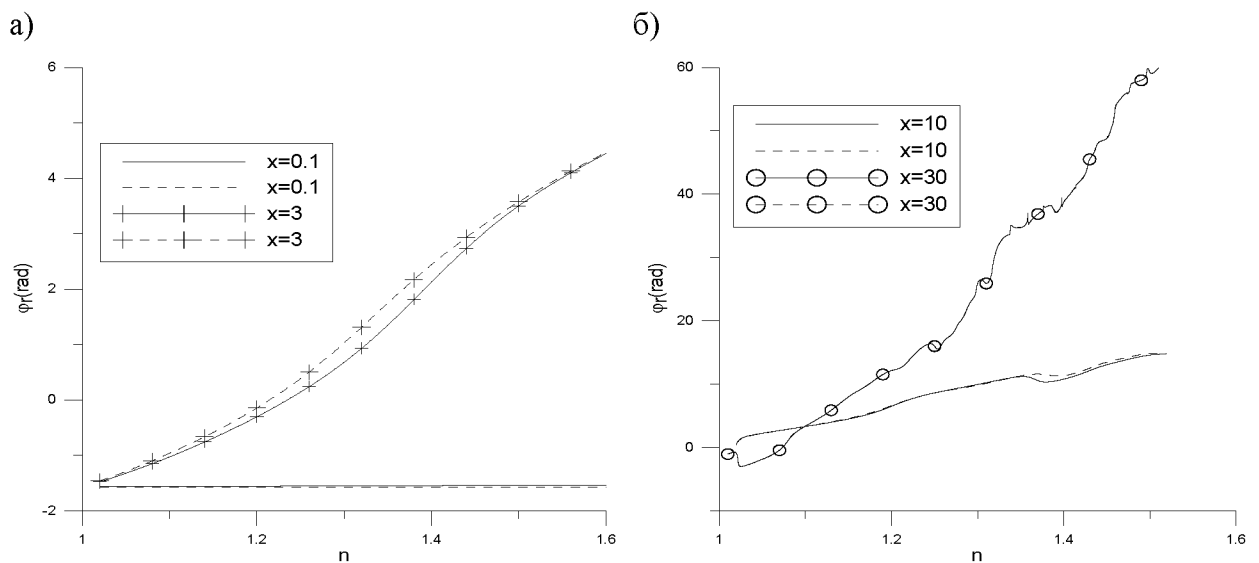 а)
б)
6
4
2
0
-2
φr(rad)
x=0.1
x=0.1
x=3
x=3
1
1.2
1.4
1.6
n
60
40
20
0
φr(rad)
x=10
x=10
x=30
x=30
1
1.2
1.4
1.6
n